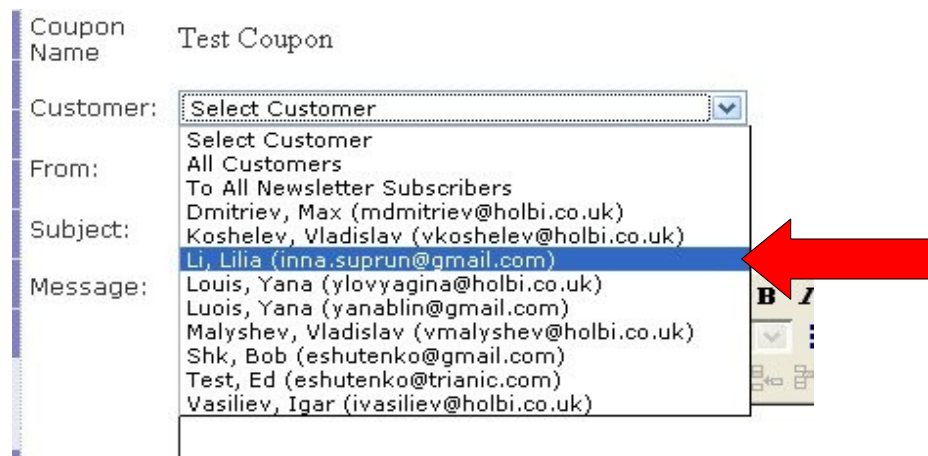 Coupon
Name
Test Coupon
Customer:
Select Customer
Select Customer
All Customers
To All Newsletter Subscribers
Dmitriev, Max (mdmitriev@holbi.co.uk)
Koshelev, Vladislav (vkoshelev@holbi.co.uk)
Li, Lilia (inna.suprun@gmail.com)
Louis, Yana (ylovyagina@holbi.co.uk)
Luois, Yana (yanablin@gmail.com)
Malyshev, Vladislav (vmalyshev@holbi.co.uk)
Shk, Bob (eshutenko@gmail.com)
Test, Ed (eshutenko@trianic.com)
Vasiliev, Igar (ivasiliev@holbi.co.uk)
From:
Subject:
Message:
B I